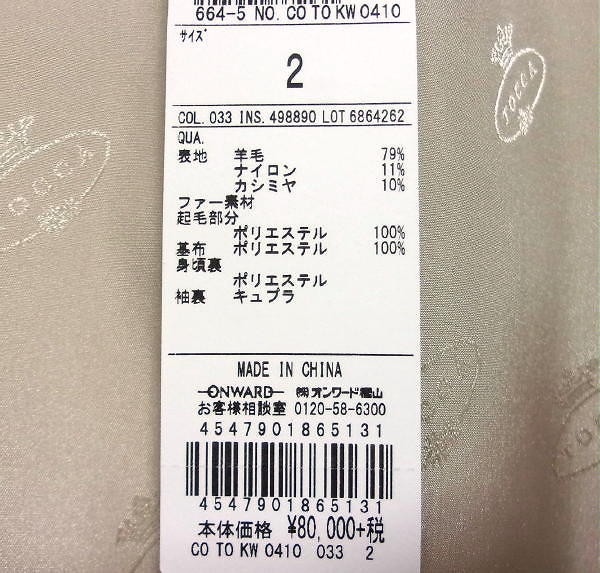 664-5 NO. CO TO KW 0410
サイズ
2
COL. 033 INS. 498890 LOT 6864262
QUA.
表地 羊毛 79%
ナイロン 11%
カシミヤ 10%
ファー素材
起毛部分
ポリエステル 100%
基布 ポリエステル 100%
身頃裏
ポリエステル
袖裏 キュプラ
MADE IN CHINA
ONWARD ㈱オンワード樫山
お客様相談室 0120-58-6300
4547901865131
4547901865131
本体価格 ¥80,000+税
CO TO KW 0410 033 2
TOCCA
TOCCA
TOCCA